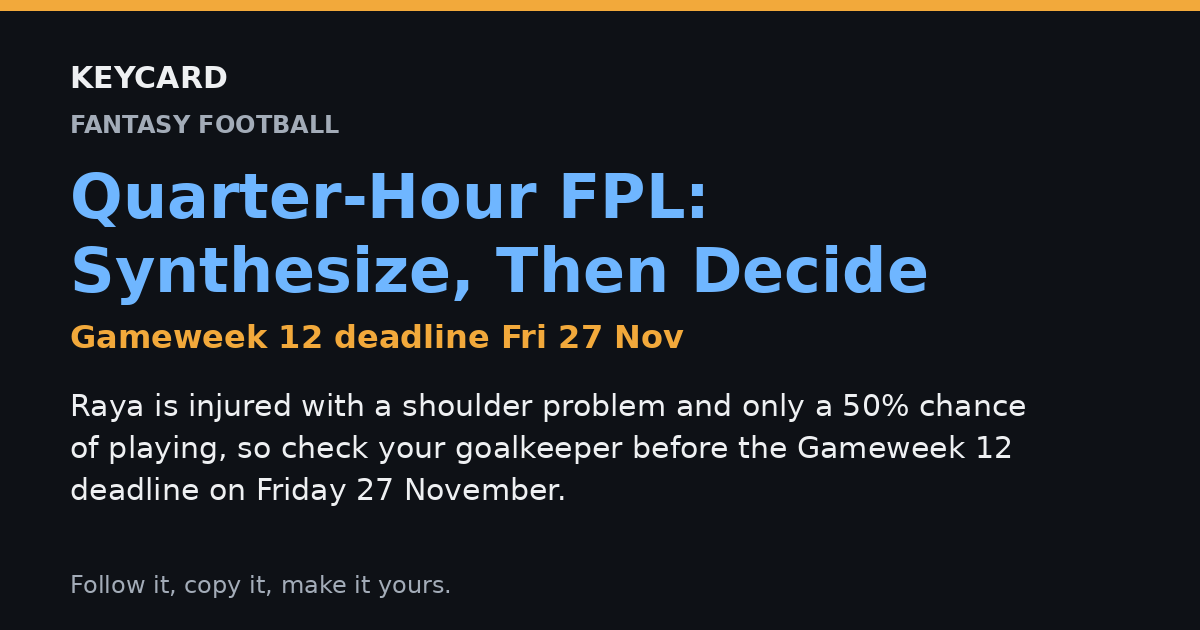 KEYCARD
FANTASY FOOTBALL
Quarter-Hour FPL:
Synthesize, Then Decide
Gameweek 12 deadline Fri 27 Nov
Raya is injured with a shoulder problem and only a 50% chance
of playing, so check your goalkeeper before the Gameweek 12
deadline on Friday 27 November.
Follow it, copy it, make it yours.